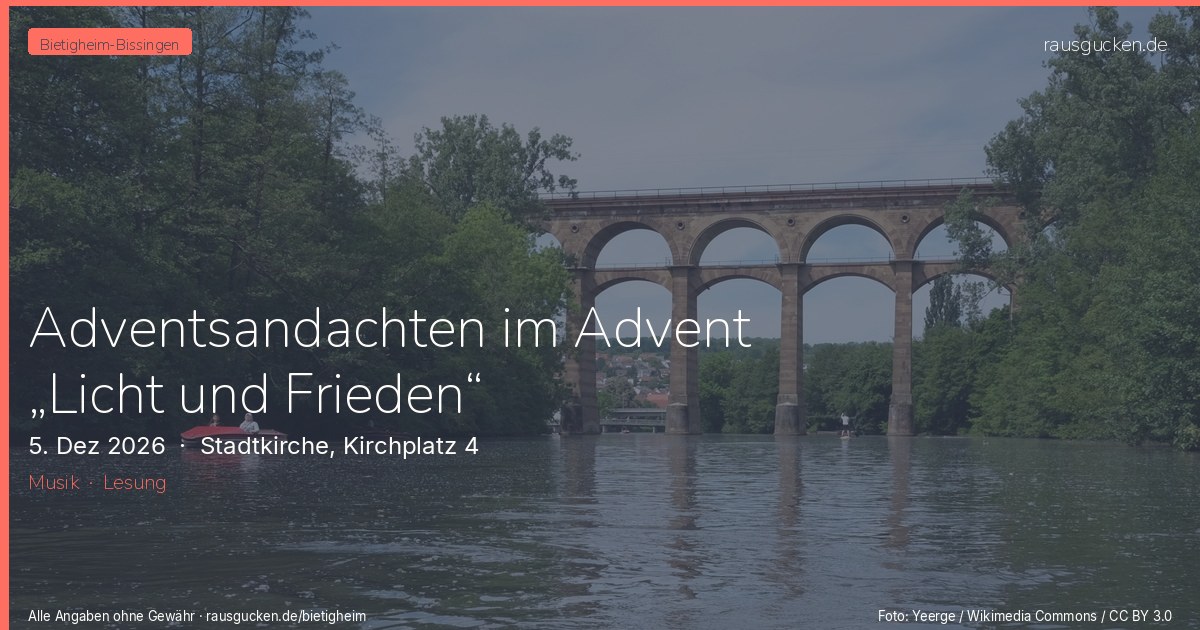 Bietigheim-Bissingen
rausgucken.de
Adventsandachten im Advent
„Licht und Frieden“
5. Dez 2026 · Stadtkirche, Kirchplatz 4
Musik · Lesung
Alle Angaben ohne Gewähr · rausgucken.de/bietigheim
Foto: Yeerge / Wikimedia Commons / CC BY 3.0